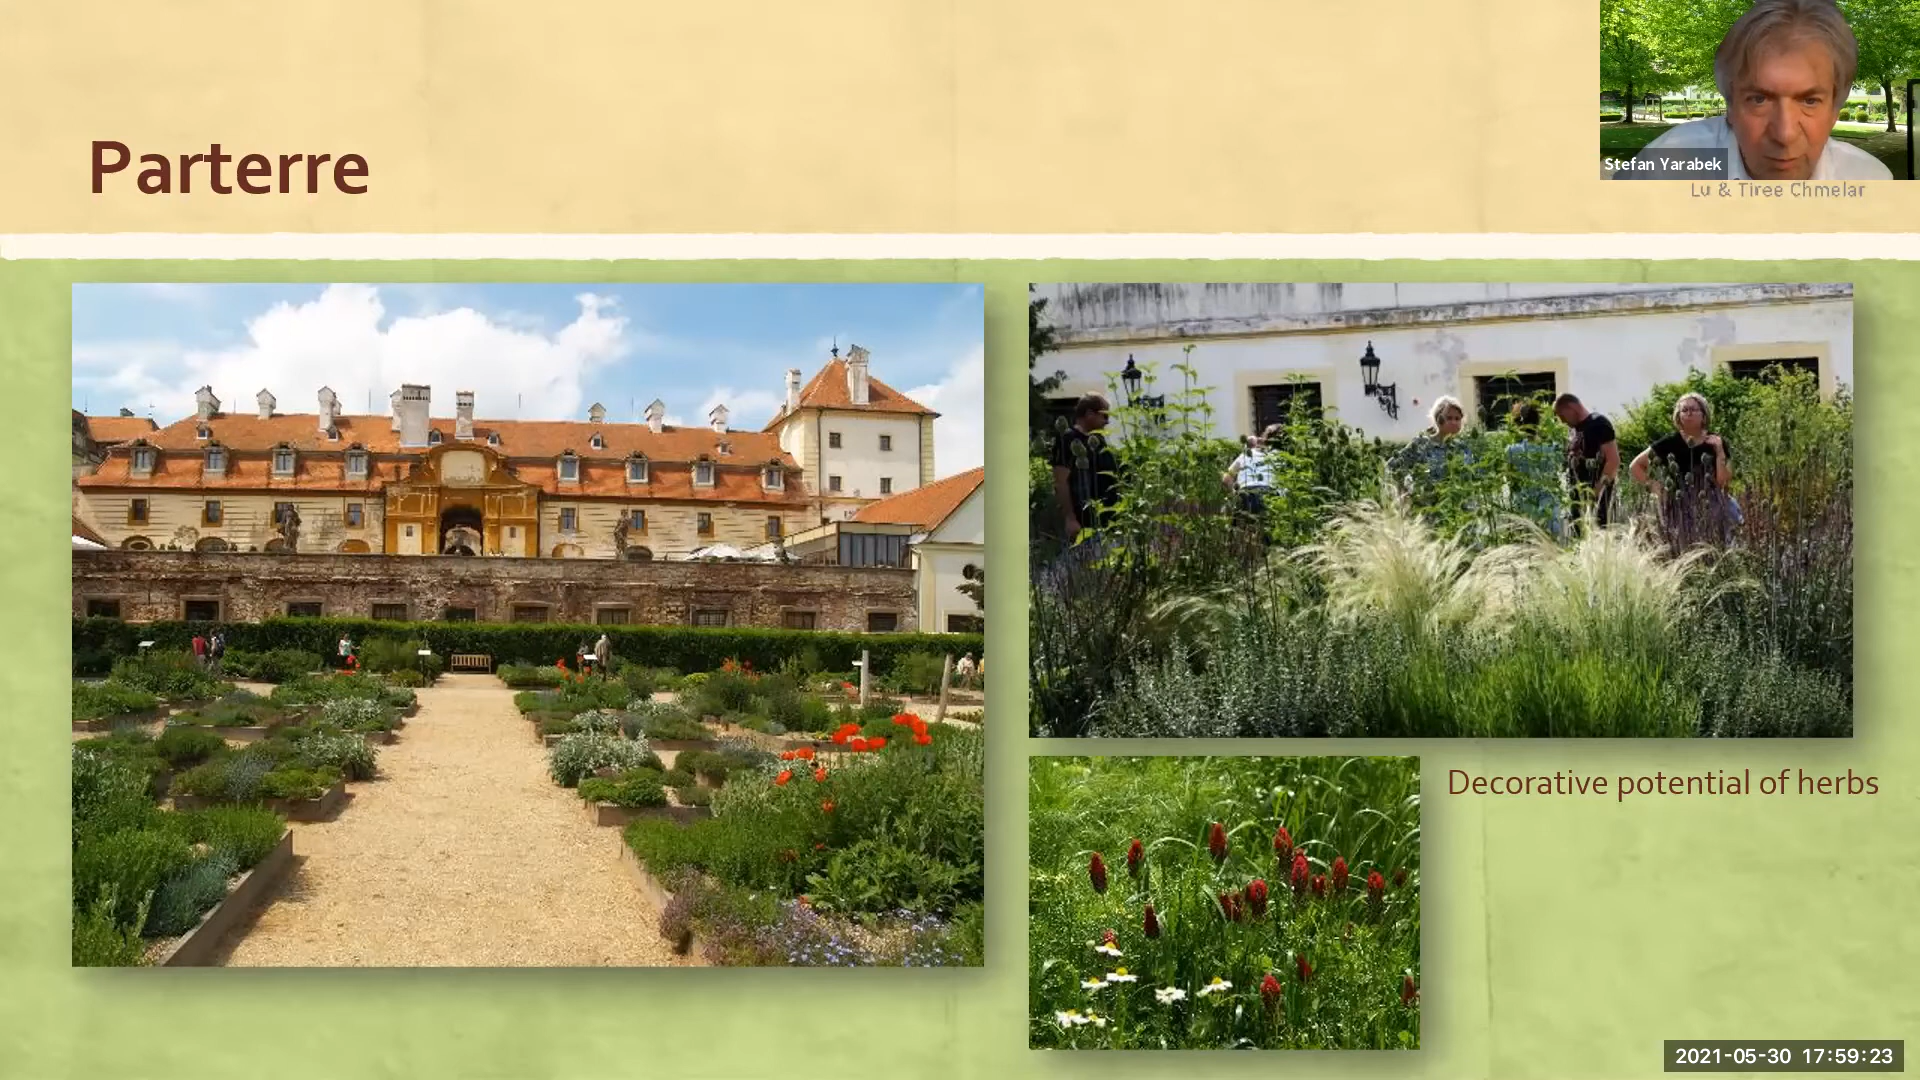 Parterre
Stefan Yarabek
Lu & Tiree Chmelar
Decorative potential of herbs
2021-05-30 17:59:23